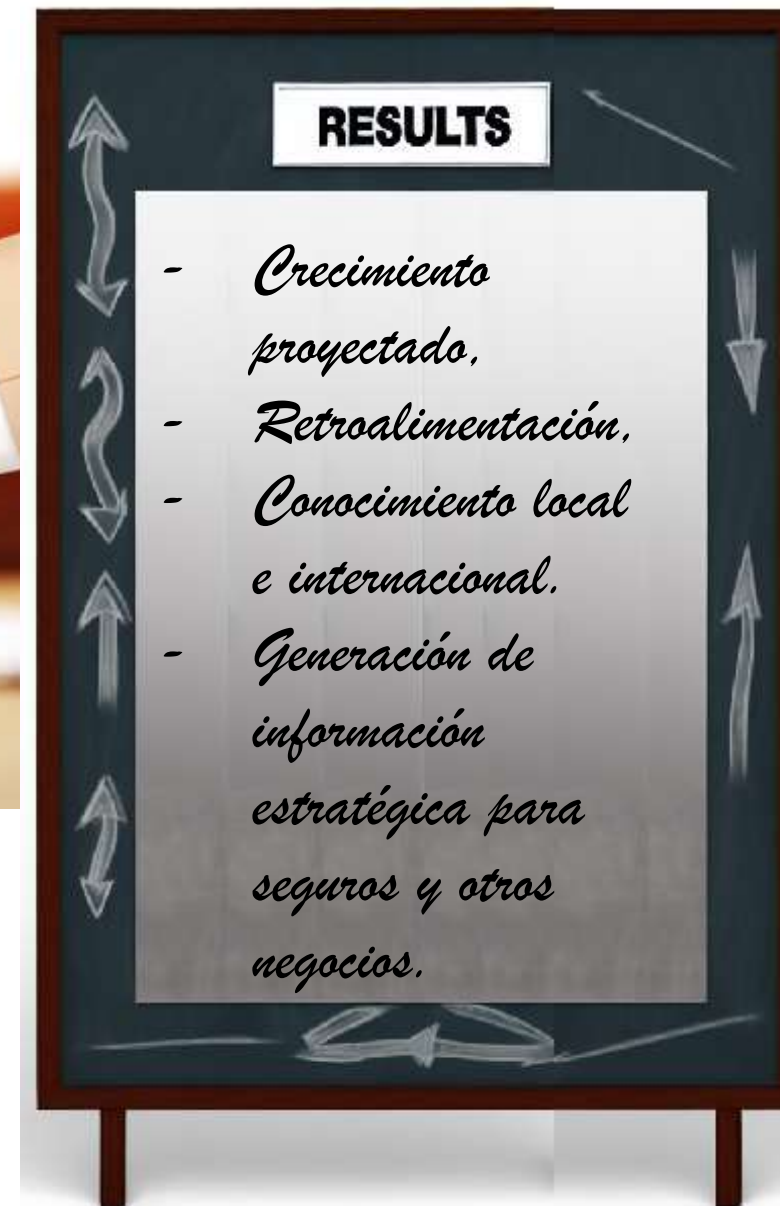 RESULTS
- Crecimiento
proyectado,
- Retroalimentación,
- Conocimiento local
e internacional.
- Generación de
información
estratégica para
seguros y otros
negocios.